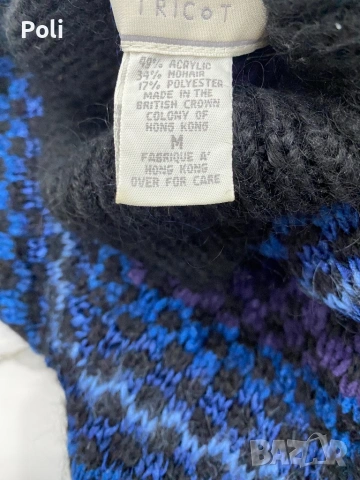 Poli
TRICOT
49% ACRYLIC
34% MOHAIR
17% POLYESTER
MADE IN THE
BRITISH CROWN
COLONY OF
HONG KONG
M
FABRIQUE A'
HONG KONG
OVER FOR CARE
BAZAR